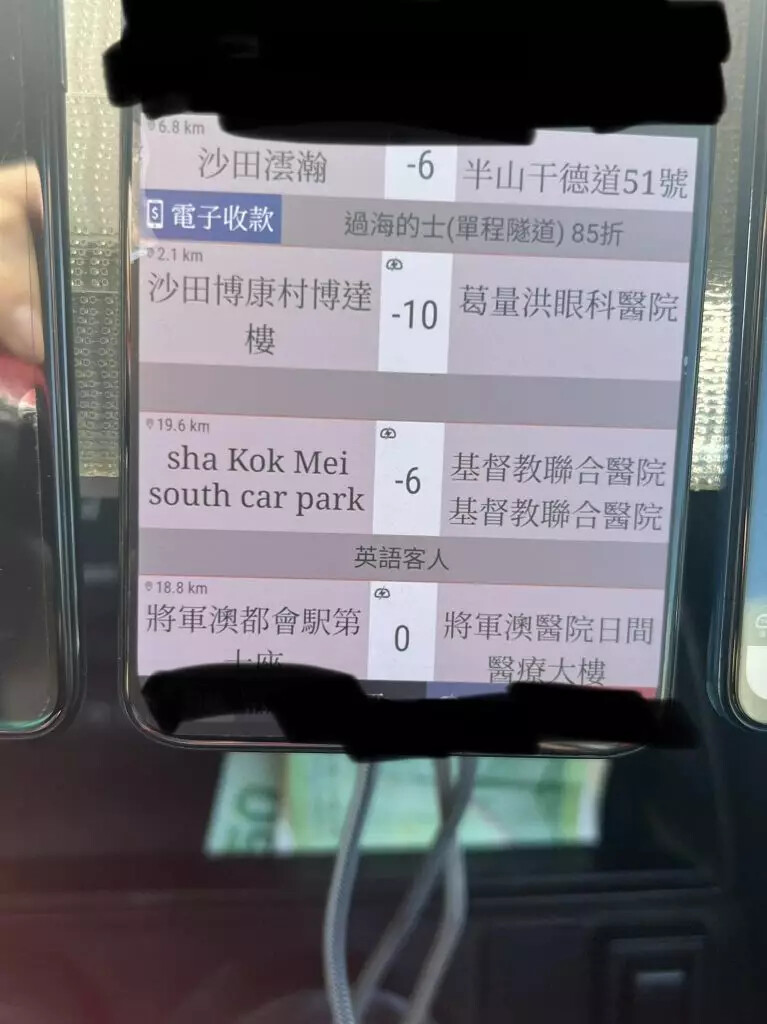 6.8 km
沙田澐瀚
-6
半山干德道51號
電子收款
過海的士(單程隧道) 85折
2.1 km
沙田博康村博達
樓
-10
葛量洪眼科醫院
19.6 km
sha Kok Mei
south car park
-6
基督教聯合醫院
基督教聯合醫院
英語客人
18.8 km
將軍澳都會駅第
座
0
將軍澳醫院日間
醫療大樓
50